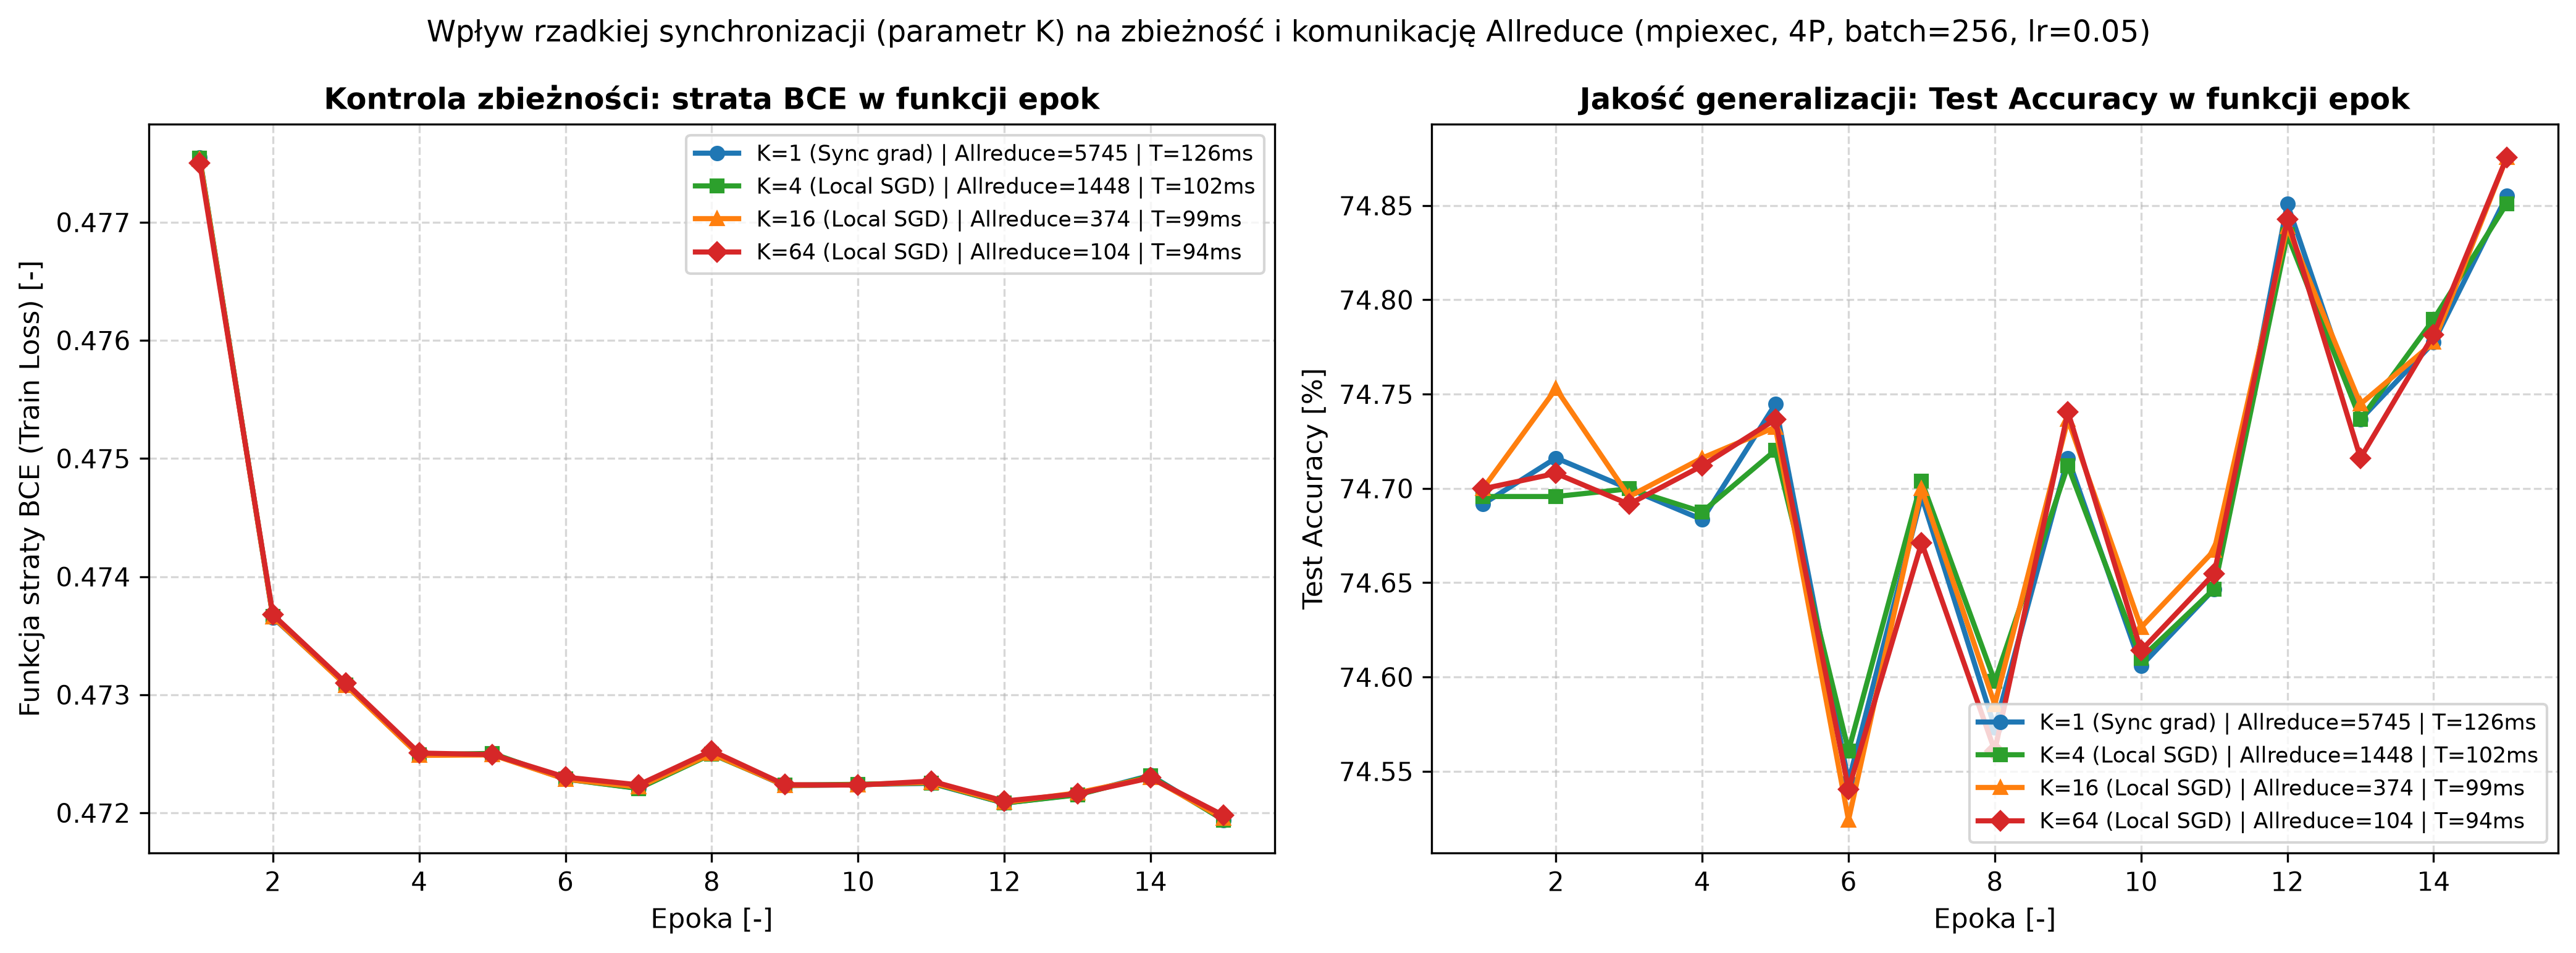 Wpływ rzadkiej synchronizacji (parametr K) na zbieżność i komunikację Allreduce (mpiexec, 4P, batch=256, lr=0.05)
Kontrola zbieżności: strata BCE w funkcji epok
Funkcja straty BCE (Train Loss) [-]
0.477
0.476
0.475
0.474
0.473
0.472
K=1 (Sync grad) | Allreduce=5745 | T=126ms
K=4 (Local SGD) | Allreduce=1448 | T=102ms
K=16 (Local SGD) | Allreduce=374 | T=99ms
K=64 (Local SGD) | Allreduce=104 | T=94ms
2 4 6 8 10 12 14
Epoka [-]
Jakość generalizacji: Test Accuracy w funkcji epok
Test Accuracy [%]
74.85
74.80
74.75
74.70
74.65
74.60
74.55
K=1 (Sync grad) | Allreduce=5745 | T=126ms
K=4 (Local SGD) | Allreduce=1448 | T=102ms
K=16 (Local SGD) | Allreduce=374 | T=99ms
K=64 (Local SGD) | Allreduce=104 | T=94ms
2 4 6 8 10 12 14
Epoka [-]